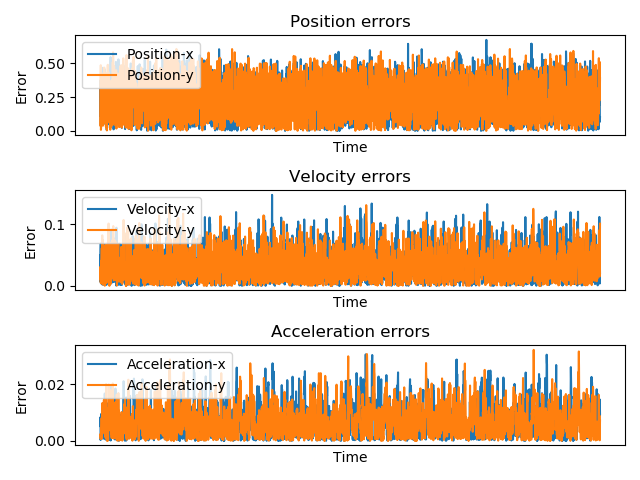 Position errors
Position-x
Position-y
0.50
0.25
0.00
Error
Time
Velocity errors
Velocity-x
Velocity-y
0.1
0.0
Error
Time
Acceleration errors
Acceleration-x
Acceleration-y
0.02
0.00
Error
Time